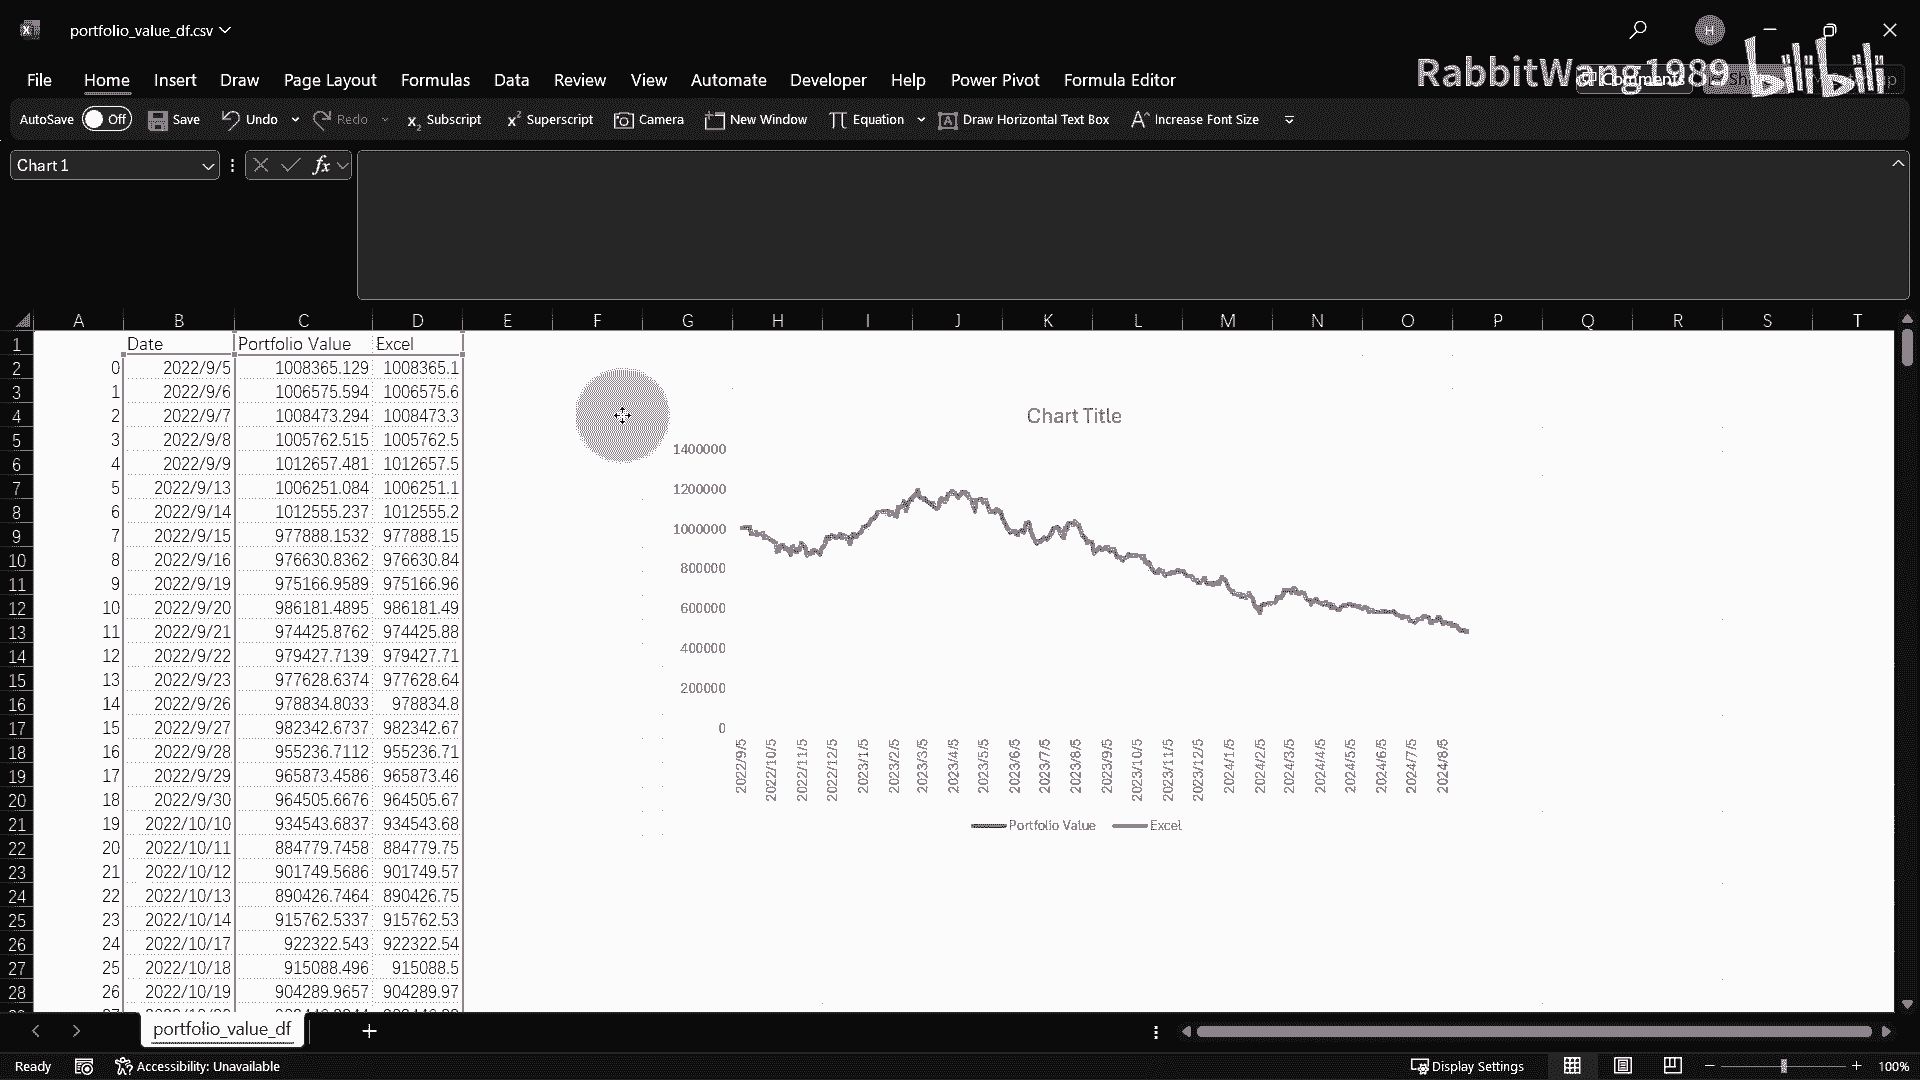 portfolio_value_df.csv
H
File Home Insert Draw Page Layout Formulas Data Review View Automate Developer Help Power Pivot Formula Editor
RabbitWang1989 bilibili
Comments
AutoSave Off Save Undo Redo x₂ Subscript x² Superscript Camera New Window Equation Draw Horizontal Text Box Increase Font Size
Chart 1
fx
A B C D E F G H I J K L M N O P Q R S T
1 Date Portfolio Value Excel
2 0 2022/9/5 1008365.129 1008365.1
3 1 2022/9/6 1006575.594 1006575.6
4 2 2022/9/7 1008473.294 1008473.3
5 3 2022/9/8 1005762.515 1005762.5
6 4 2022/9/9 1012657.481 1012657.5
7 5 2022/9/13 1006251.084 1006251.1
8 6 2022/9/14 1012555.237 1012555.2
9 7 2022/9/15 977888.1532 977888.15
10 8 2022/9/16 976630.8362 976630.84
11 9 2022/9/19 975166.9589 975166.96
12 10 2022/9/20 986181.4895 986181.49
13 11 2022/9/21 974425.8762 974425.88
14 12 2022/9/22 979427.7139 979427.71
15 13 2022/9/23 977628.6374 977628.64
16 14 2022/9/26 978834.8033 978834.8
17 15 2022/9/27 982342.6737 982342.67
18 16 2022/9/28 955236.7112 955236.71
19 17 2022/9/29 965873.4586 965873.46
20 18 2022/9/30 964505.6676 964505.67
21 19 2022/10/10 934543.6837 934543.68
22 20 2022/10/11 884779.7458 884779.75
23 21 2022/10/12 901749.5686 901749.57
24 22 2022/10/13 890426.7464 890426.75
25 23 2022/10/14 915762.5337 915762.53
26 24 2022/10/17 922322.543 922322.54
27 25 2022/10/18 915088.496 915088.5
28 26 2022/10/19 904289.9657 904289.97
Chart Title
1400000
1200000
1000000
800000
600000
400000
200000
0
2022/9/5 2022/10/5 2022/11/5 2022/12/5 2023/1/5 2023/2/5 2023/3/5 2023/4/5 2023/5/5 2023/6/5 2023/7/5 2023/8/5 2023/9/5 2023/10/5 2023/11/5 2023/12/5 2024/1/5 2024/2/5 2024/3/5 2024/4/5 2024/5/5 2024/6/5 2024/7/5 2024/8/5
Portfolio Value Excel
portfolio_value_df
Ready Accessibility: Unavailable Display Settings 100%